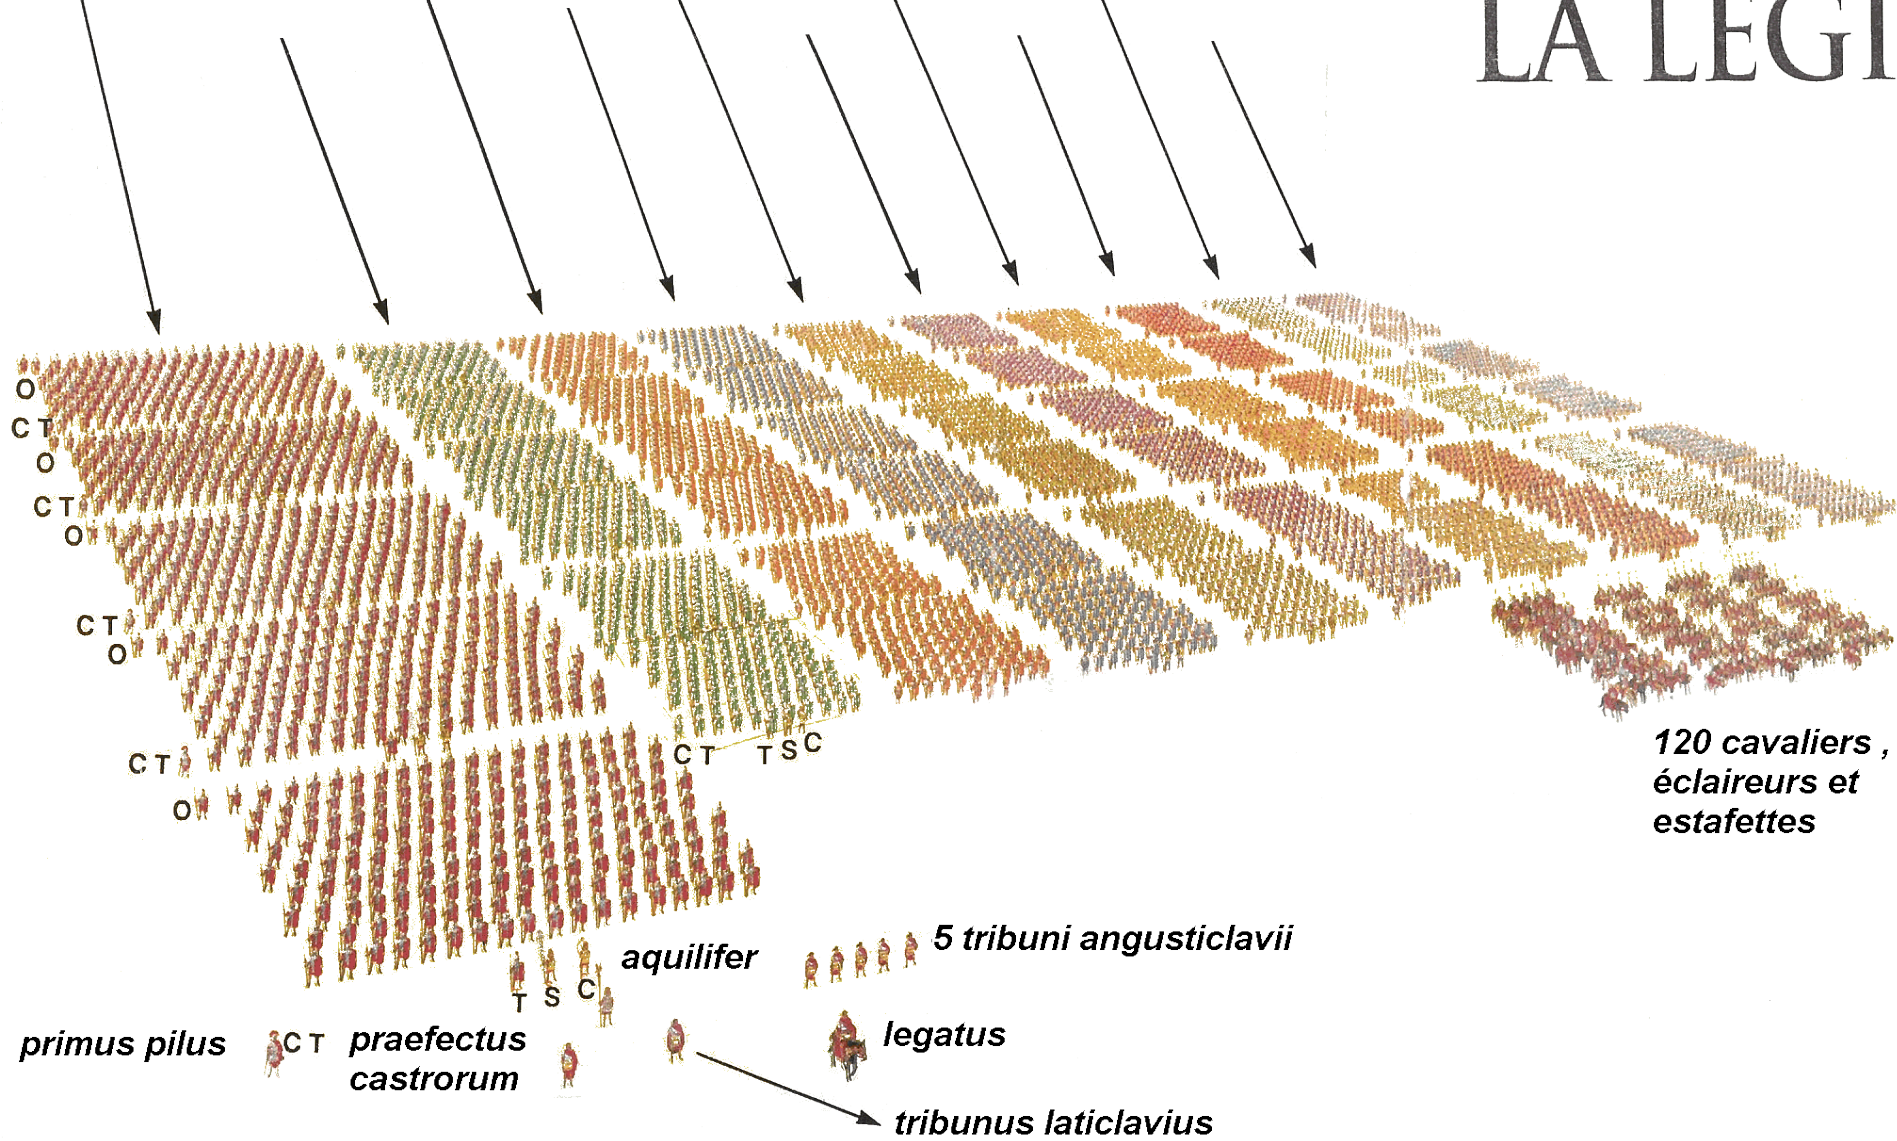 LA LEGI
O
C T
O
C T
O
C T
O
C T
O
C T
T S C
120 cavaliers ,
éclaireurs et
estafettes
T S C
aquilifer
5 tribuni angusticlavii
primus pilus
C T
praefectus
castrorum
legatus
tribunus laticlavius